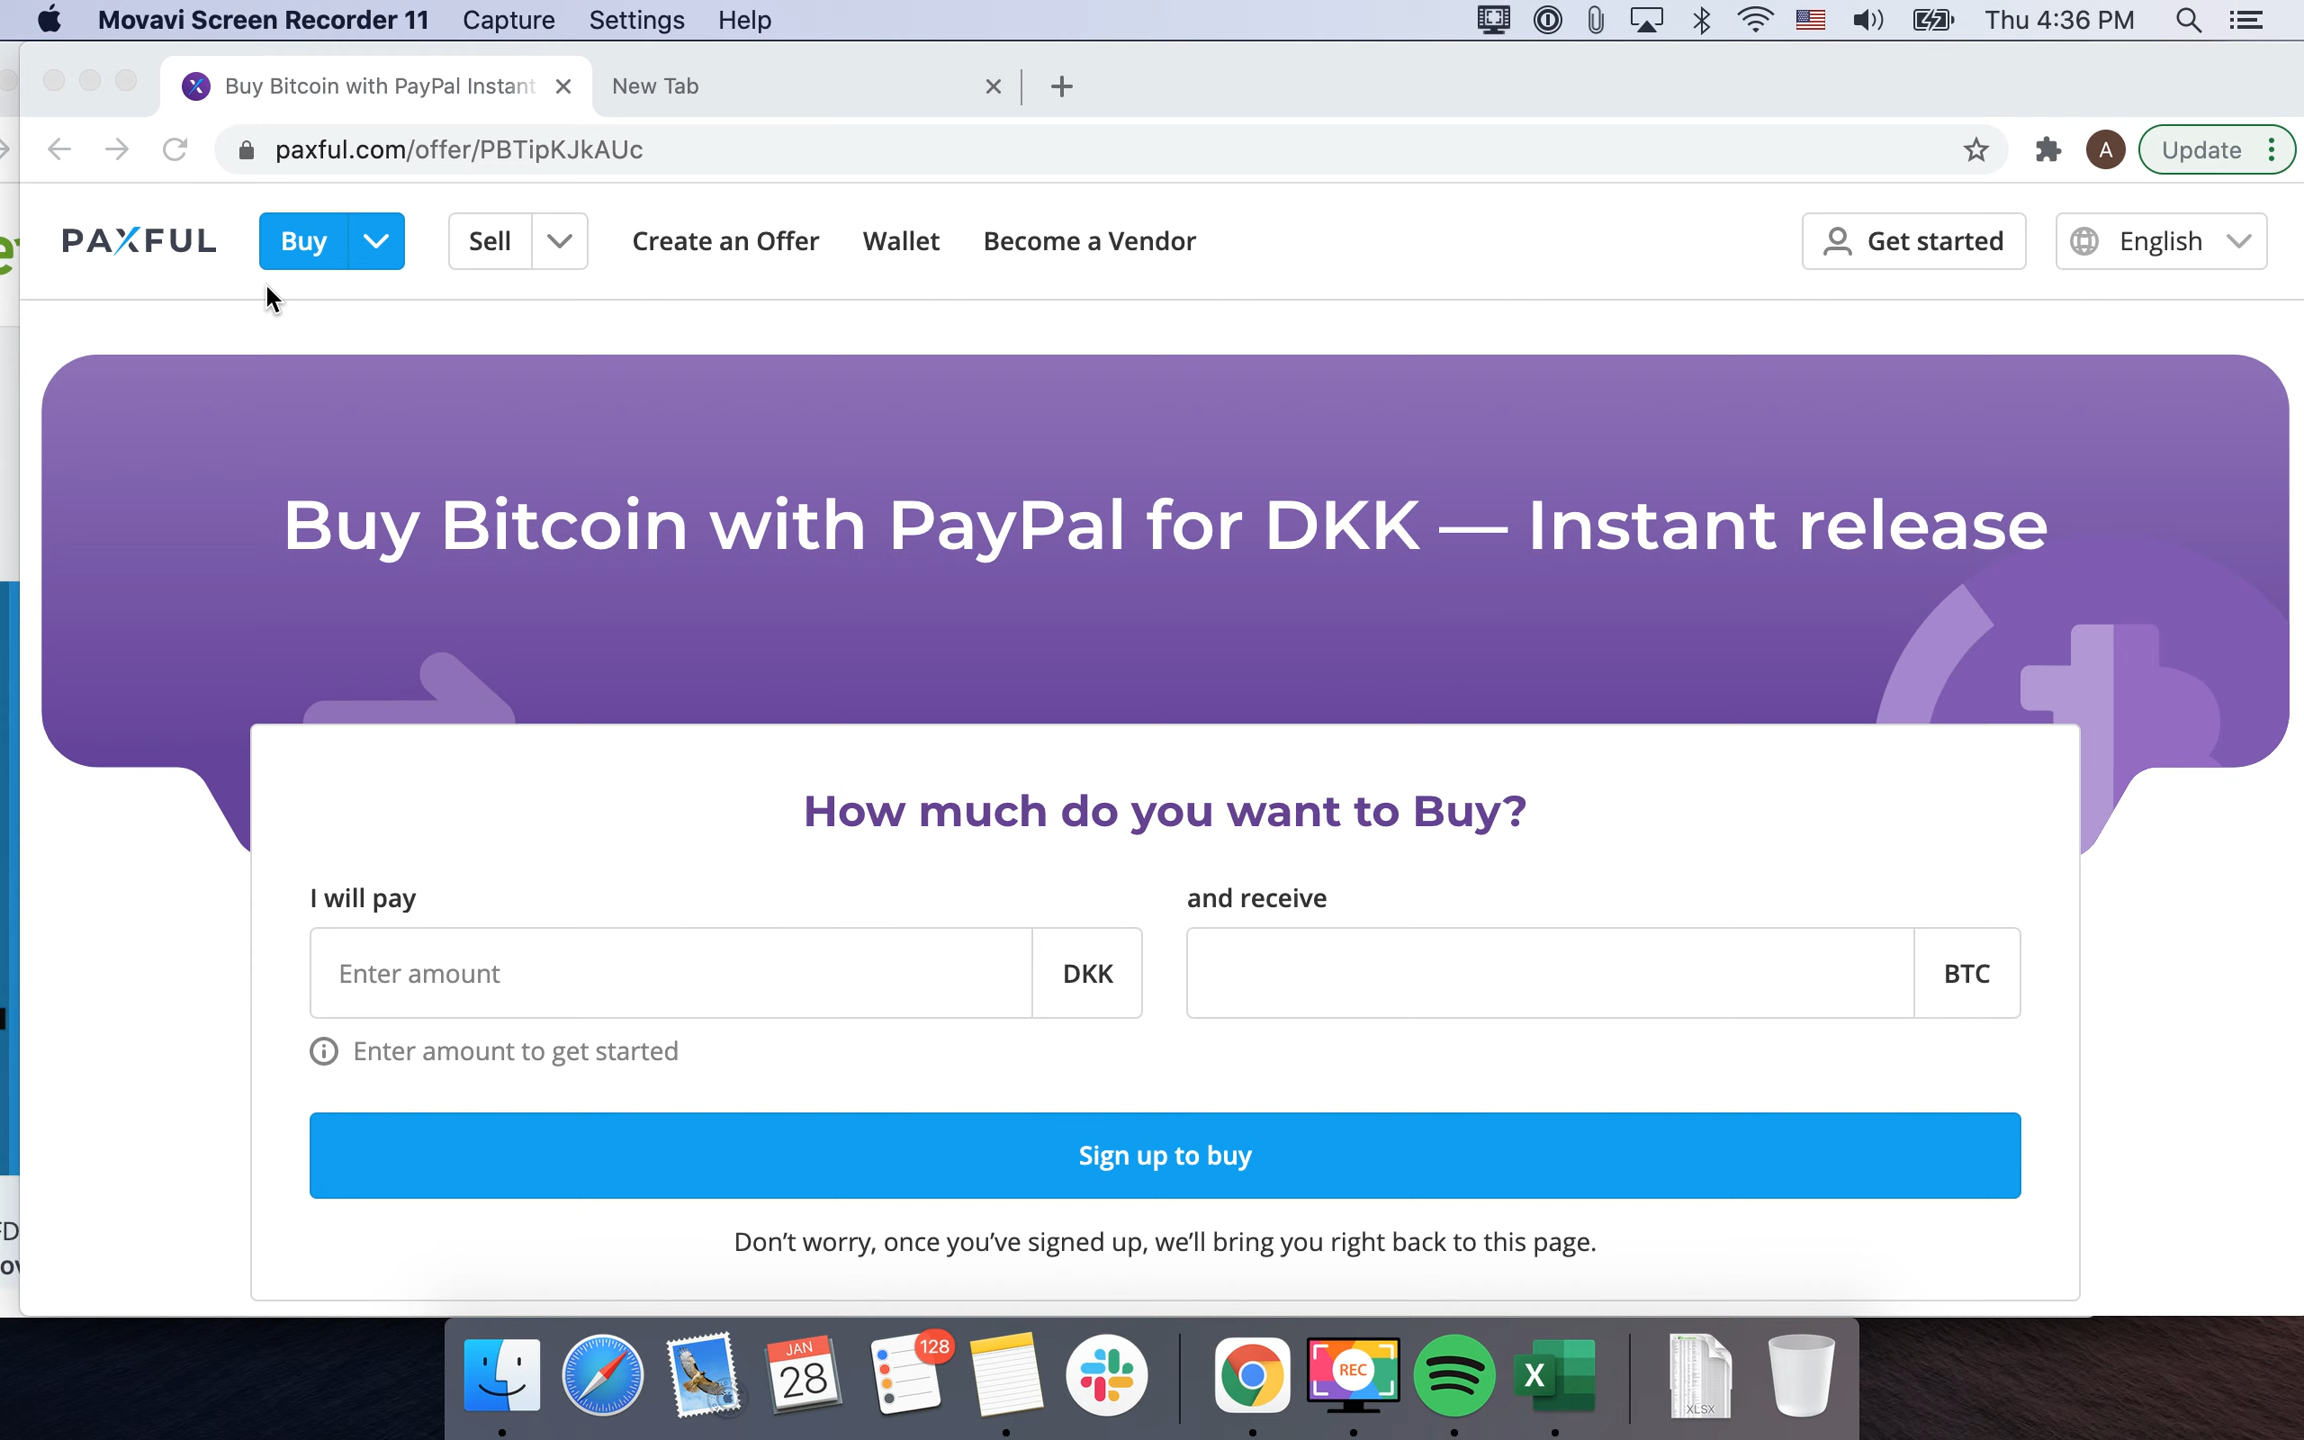 Movavi Screen Recorder 11 Capture Settings Help Thu 4:36 PM
Buy Bitcoin with PayPal Instant New Tab
paxful.com/offer/PBTipKJkAUc A Update
PAXFUL Buy Sell Create an Offer Wallet Become a Vendor Get started English
Buy Bitcoin with PayPal for DKK — Instant release
How much do you want to Buy?
I will pay and receive
Enter amount DKK BTC
Enter amount to get started
Sign up to buy
Don't worry, once you've signed up, we'll bring you right back to this page.
JAN
28
128
REC
X
XLSX